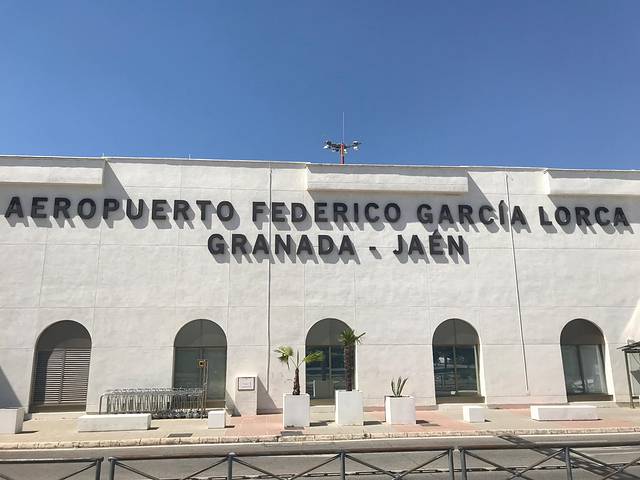 AEROPUERTO FEDERICO GARCÍA LORCA
GRANADA - JAÉN